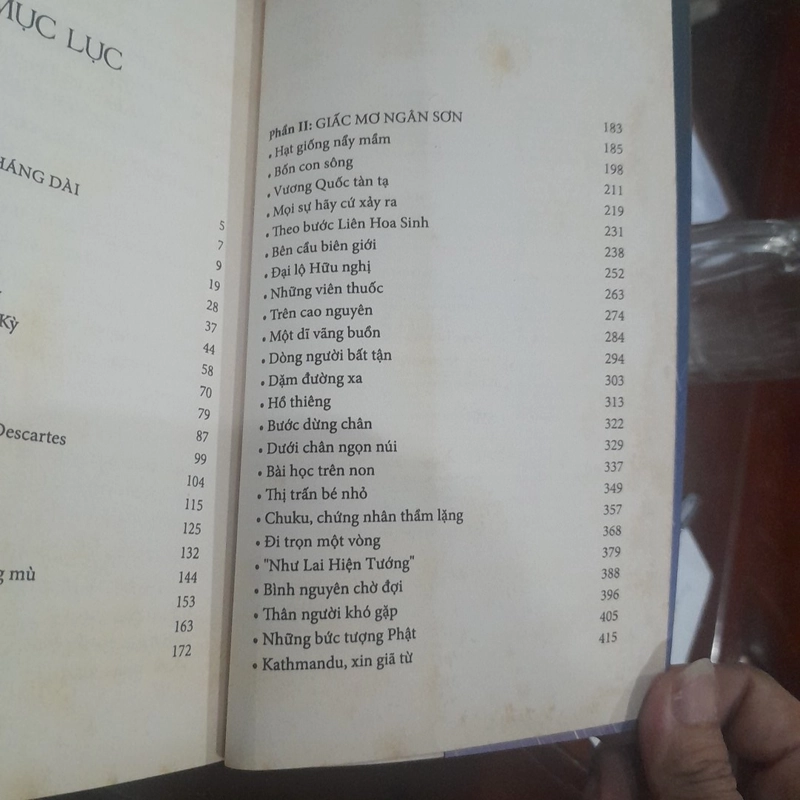 MỤC LỤC
HÁNG DÀI
5
7
9
19
28
Kỳ 37
44
58
70
79
Descartes 87
99
104
115
125
132
g mù 144
153
163
172
Phần II: GIẤC MƠ NGÂN SƠN 183
• Hạt giống nẩy mầm 185
• Bốn con sông 198
• Vương Quốc tàn tạ 211
• Mọi sự hãy cứ xảy ra 219
• Theo bước Liên Hoa Sinh 231
• Bên cầu biên giới 238
• Đại lộ Hữu nghị 252
• Những viên thuốc 263
• Trên cao nguyên 274
• Một dĩ vãng buồn 284
• Dòng người bất tận 294
• Dặm đường xa 303
• Hồ thiêng 313
• Bước dừng chân 322
• Dưới chân ngọn núi 329
• Bài học trên non 337
• Thị trấn bé nhỏ 349
• Chuku, chứng nhân thầm lặng 357
• Đi trọn một vòng 368
• "Như Lai Hiện Tướng" 379
• Bình nguyên chờ đợi 388
• Thân người khó gặp 396
• Những bức tượng Phật 405
• Kathmandu, xin giã từ 415